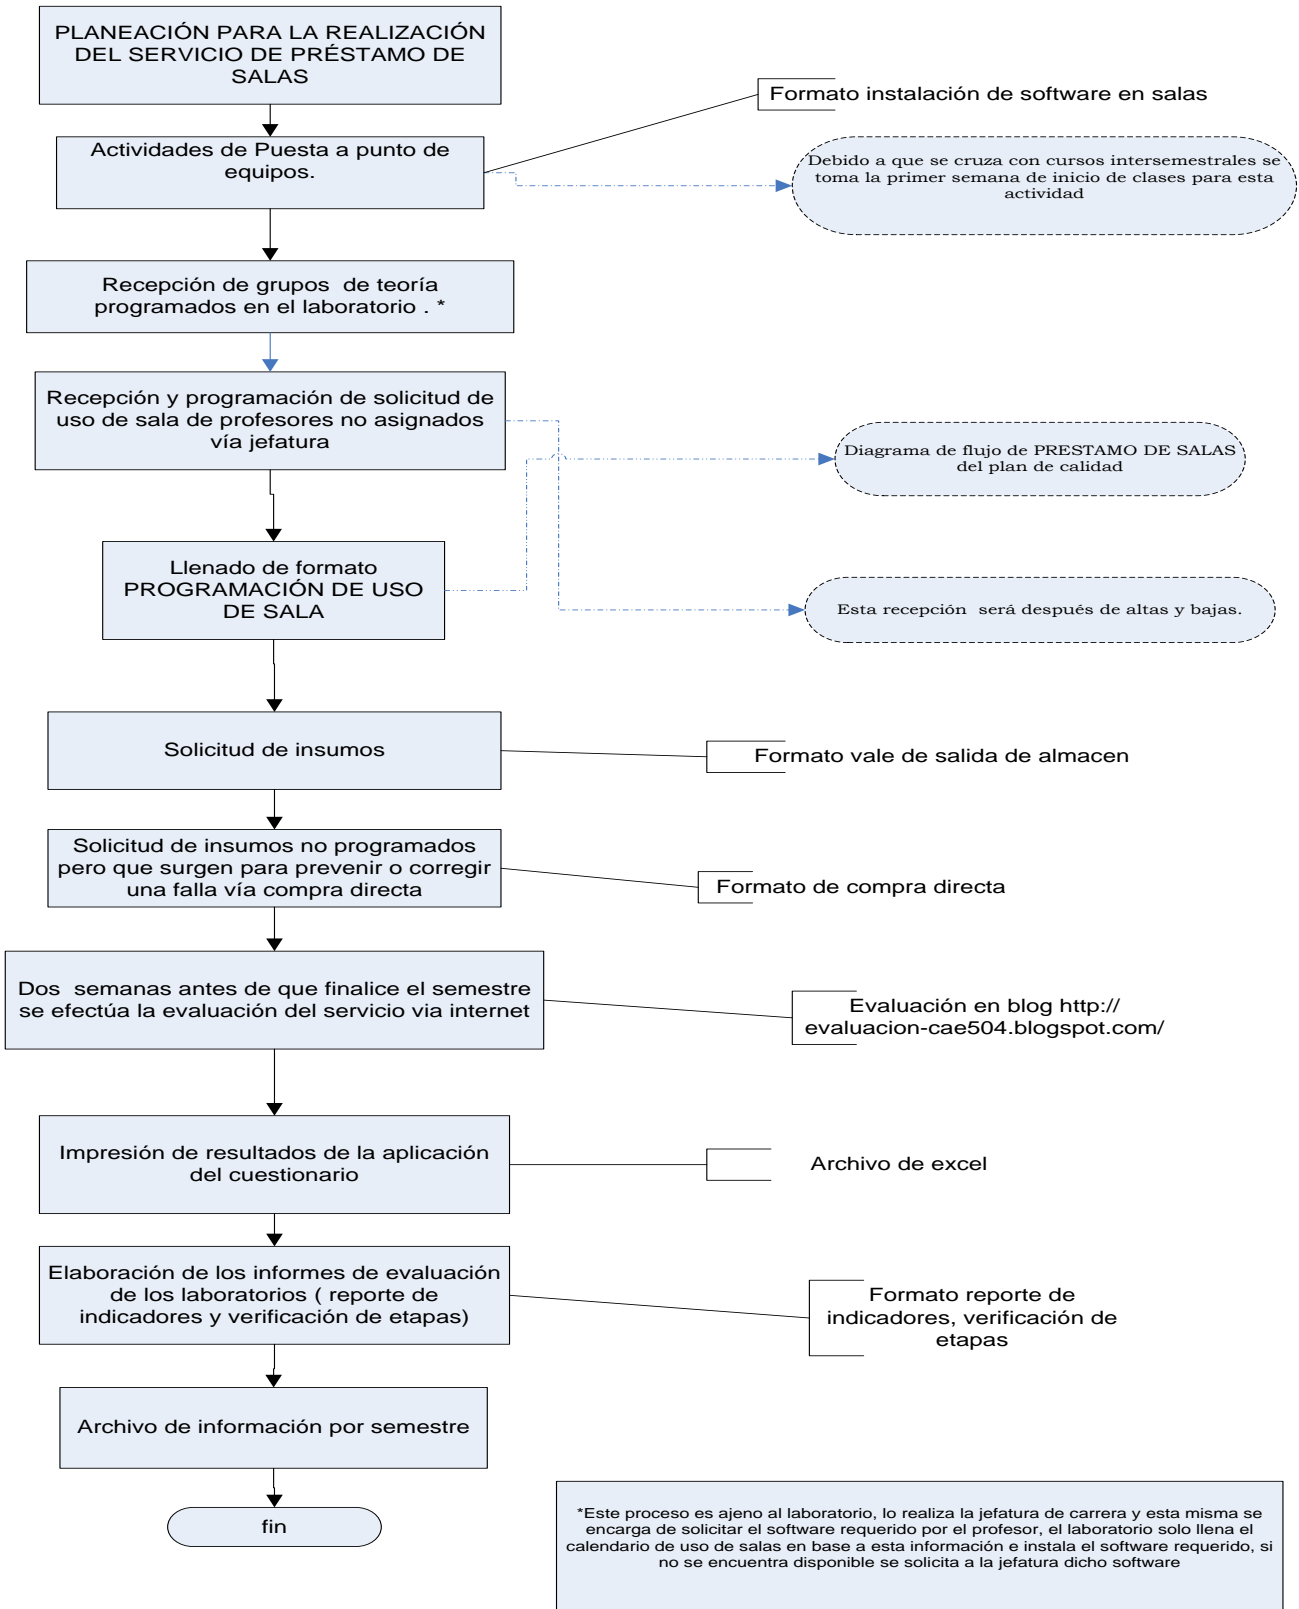 PLANEACIÓN PARA LA REALIZACIÓN
DEL SERVICIO DE PRÉSTAMO DE
SALAS
Formato instalación de software en salas
Actividades de Puesta a punto de
equipos.
Debido a que se cruza con cursos intersemestrales se
toma la primer semana de inicio de clases para esta
actividad
Recepción de grupos  de teoría
programados en el laboratorio . *
Recepción y programación de solicitud de
uso de sala de profesores no asignados
vía jefatura
Diagrama de flujo de PRESTAMO DE SALAS
del plan de calidad
Llenado de formato
PROGRAMACIÓN DE USO
DE SALA
Esta recepción  será después de altas y bajas.
Solicitud de insumos
Formato vale de salida de almacen
Solicitud de insumos no programados
pero que surgen para prevenir o corregir
una falla vía compra directa
Formato de compra directa
Dos  semanas antes de que finalice el semestre
se efectúa la evaluación del servicio via internet
Evaluación en blog http://
evaluacion-cae504.blogspot.com/
Impresión de resultados de la aplicación
del cuestionario
Archivo de excel
Elaboración de los informes de evaluación
de los laboratorios ( reporte de
indicadores y verificación de etapas)
Formato reporte de
indicadores, verificación de
etapas
Archivo de información por semestre
fin
*Este proceso es ajeno al laboratorio, lo realiza la jefatura de carrera y esta misma se
encarga de solicitar el software requerido por el profesor, el laboratorio solo llena el
calendario de uso de salas en base a esta información e instala el software requerido, si
no se encuentra disponible se solicita a la jefatura dicho software